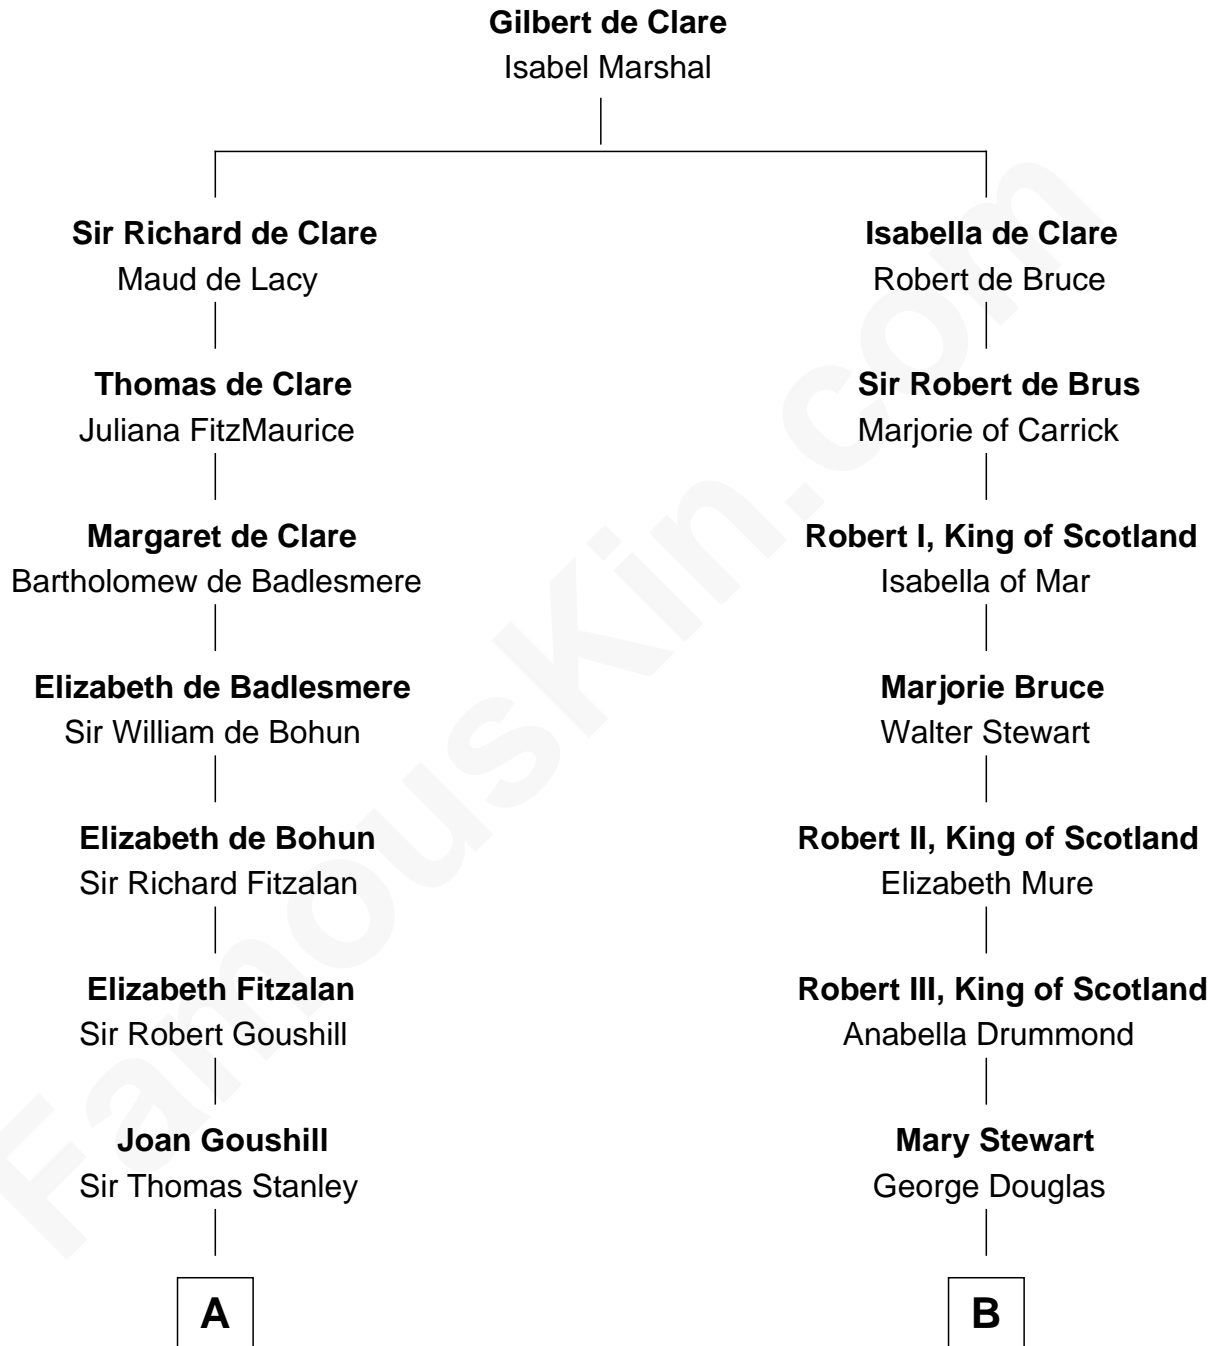 Gilbert de Clare
Isabel Marshal
Sir Richard de Clare
Maud de Lacy
Thomas de Clare
Juliana FitzMaurice
Margaret de Clare
Bartholomew de Badlesmere
Elizabeth de Badlesmere
Sir William de Bohun
Elizabeth de Bohun
Sir Richard Fitzalan
Elizabeth Fitzalan
Sir Robert Goushill
Joan Goushill
Sir Thomas Stanley
A
Isabella de Clare
Robert de Bruce
Sir Robert de Brus
Marjorie of Carrick
Robert I, King of Scotland
Isabella of Mar
Marjorie Bruce
Walter Stewart
Robert II, King of Scotland
Elizabeth Mure
Robert III, King of Scotland
Anabella Drummond
Mary Stewart
George Douglas
B
FamousKin.com